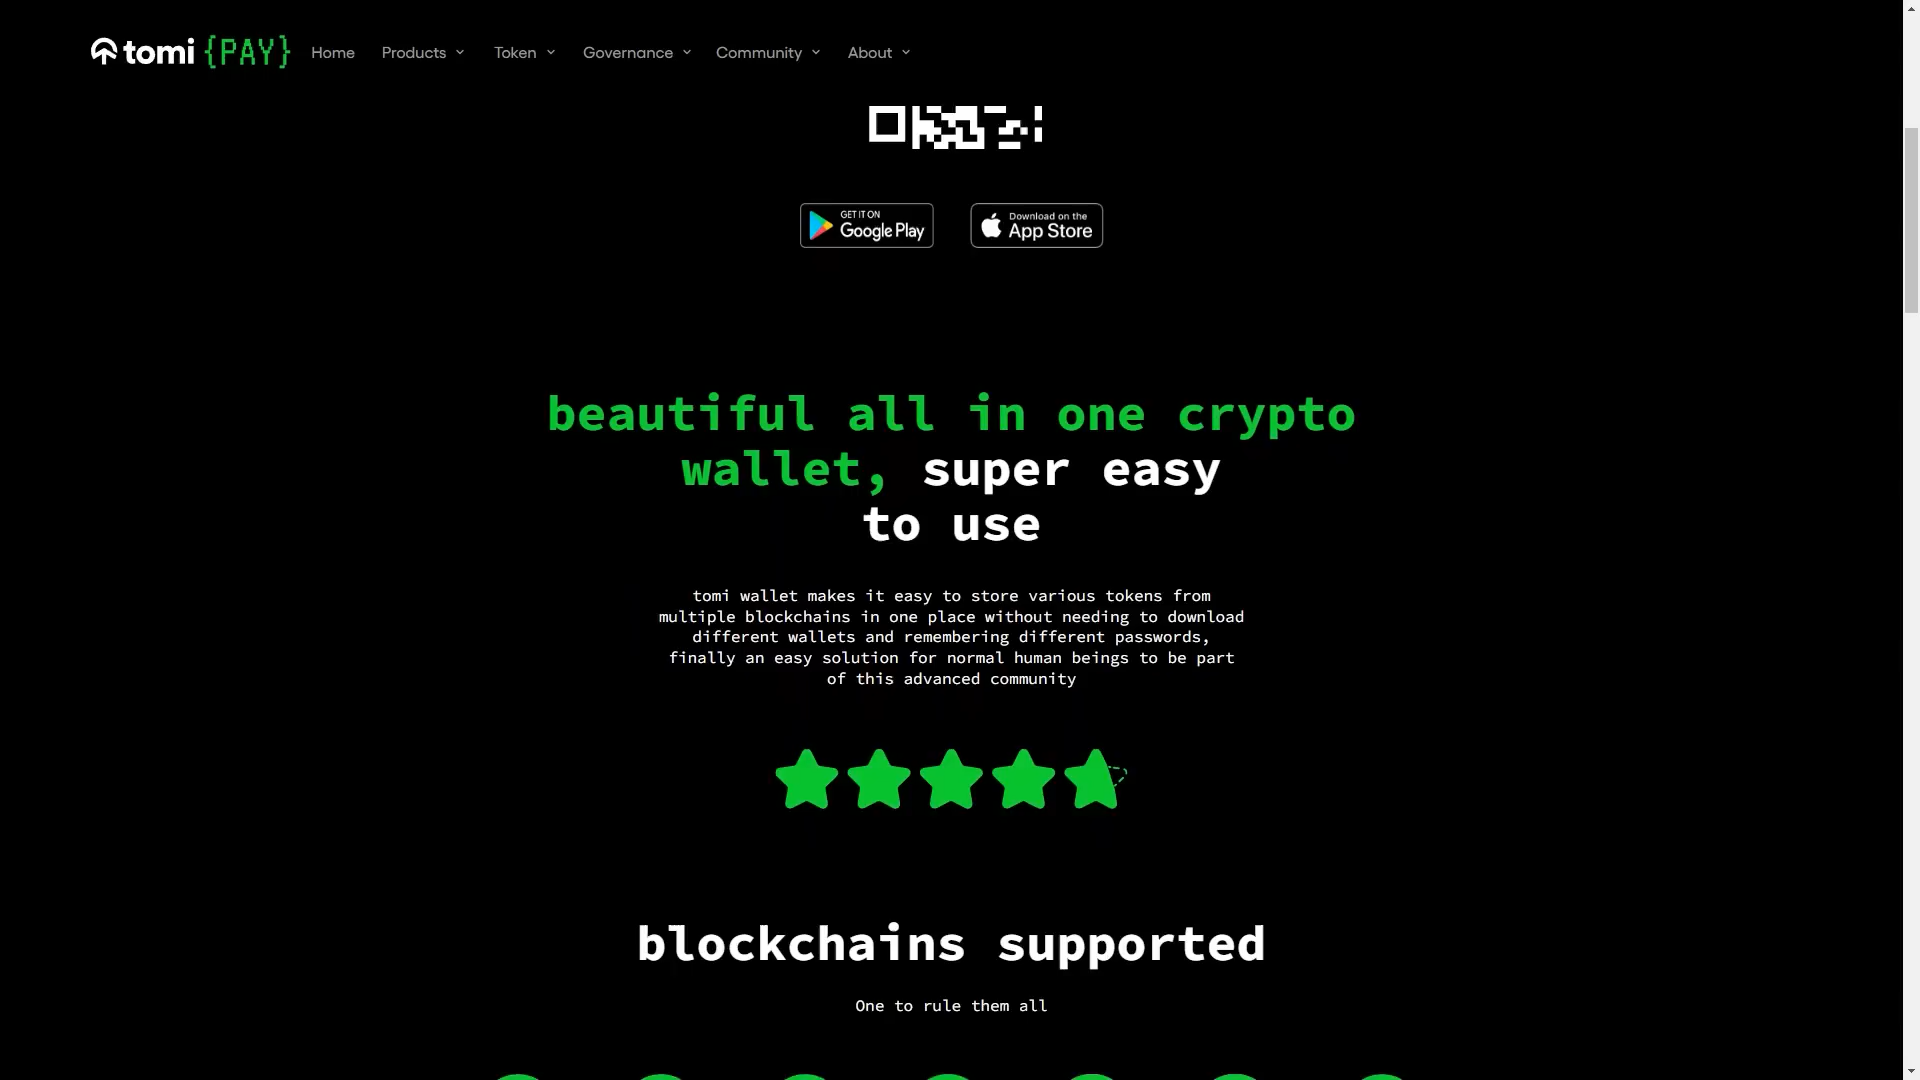 tomi {PAY} Home Products Token Governance Community About
GET IT ON
Google Play
Download on the
App Store
beautiful all in one crypto
wallet, super easy
to use
tomi wallet makes it easy to store various tokens from
multiple blockchains in one place without needing to download
different wallets and remembering different passwords,
finally an easy solution for normal human beings to be part
of this advanced community
blockchains supported
One to rule them all